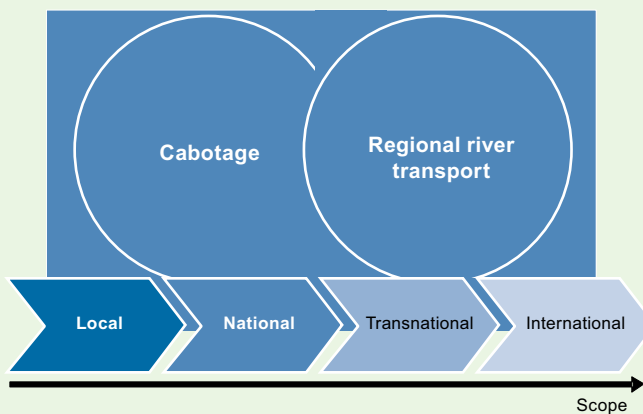 Cabotage
Regional river
transport
Local
National
Transnational
International
Scope